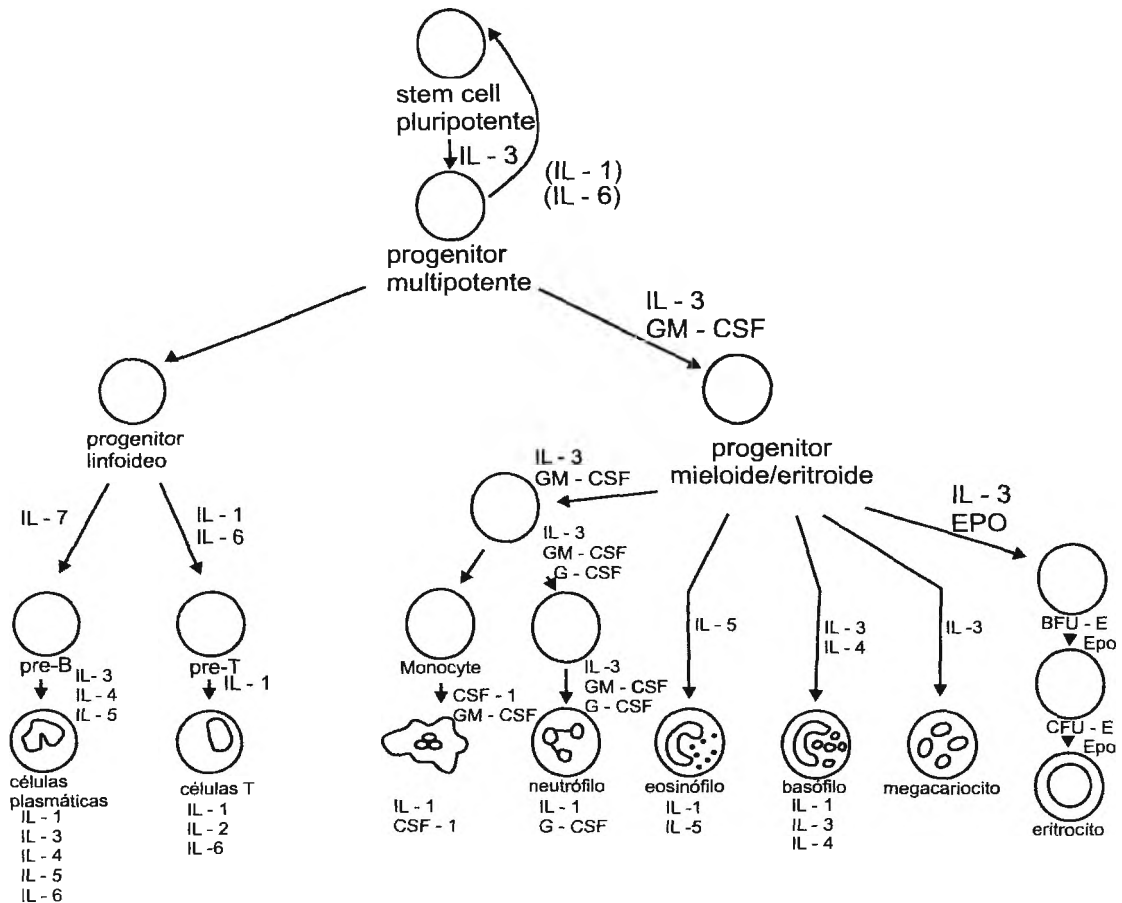 stem cell
pluripotente
IL - 3
(IL - 1)
(IL - 6)
progenitor
multipotente
IL - 3
GM - CSF
progenitor
linfoideo
progenitor
mieloide/eritroide
IL - 7
IL - 1
IL - 6
IL - 3
GM - CSF
IL - 3
GM - CSF
G - CSF
IL - 3
EPO
pre-B
IL - 3
IL - 4
IL - 5
pre-T
IL - 1
Monocyte
CSF - 1
GM - CSF
IL - 3
GM - CSF
G - CSF
IL - 5
IL - 3
IL - 4
IL -3
BFU - E
Epo
CFU - E
Epo
células
plasmáticas
IL - 1
IL - 3
IL - 4
IL - 5
IL - 6
células T
IL - 1
IL - 2
IL -6
IL - 1
CSF - 1
neutrófilo
IL - 1
G - CSF
eosinófilo
IL -1
IL - 5
basófilo
IL - 1
IL - 3
IL - 4
megacariocito
eritrocito